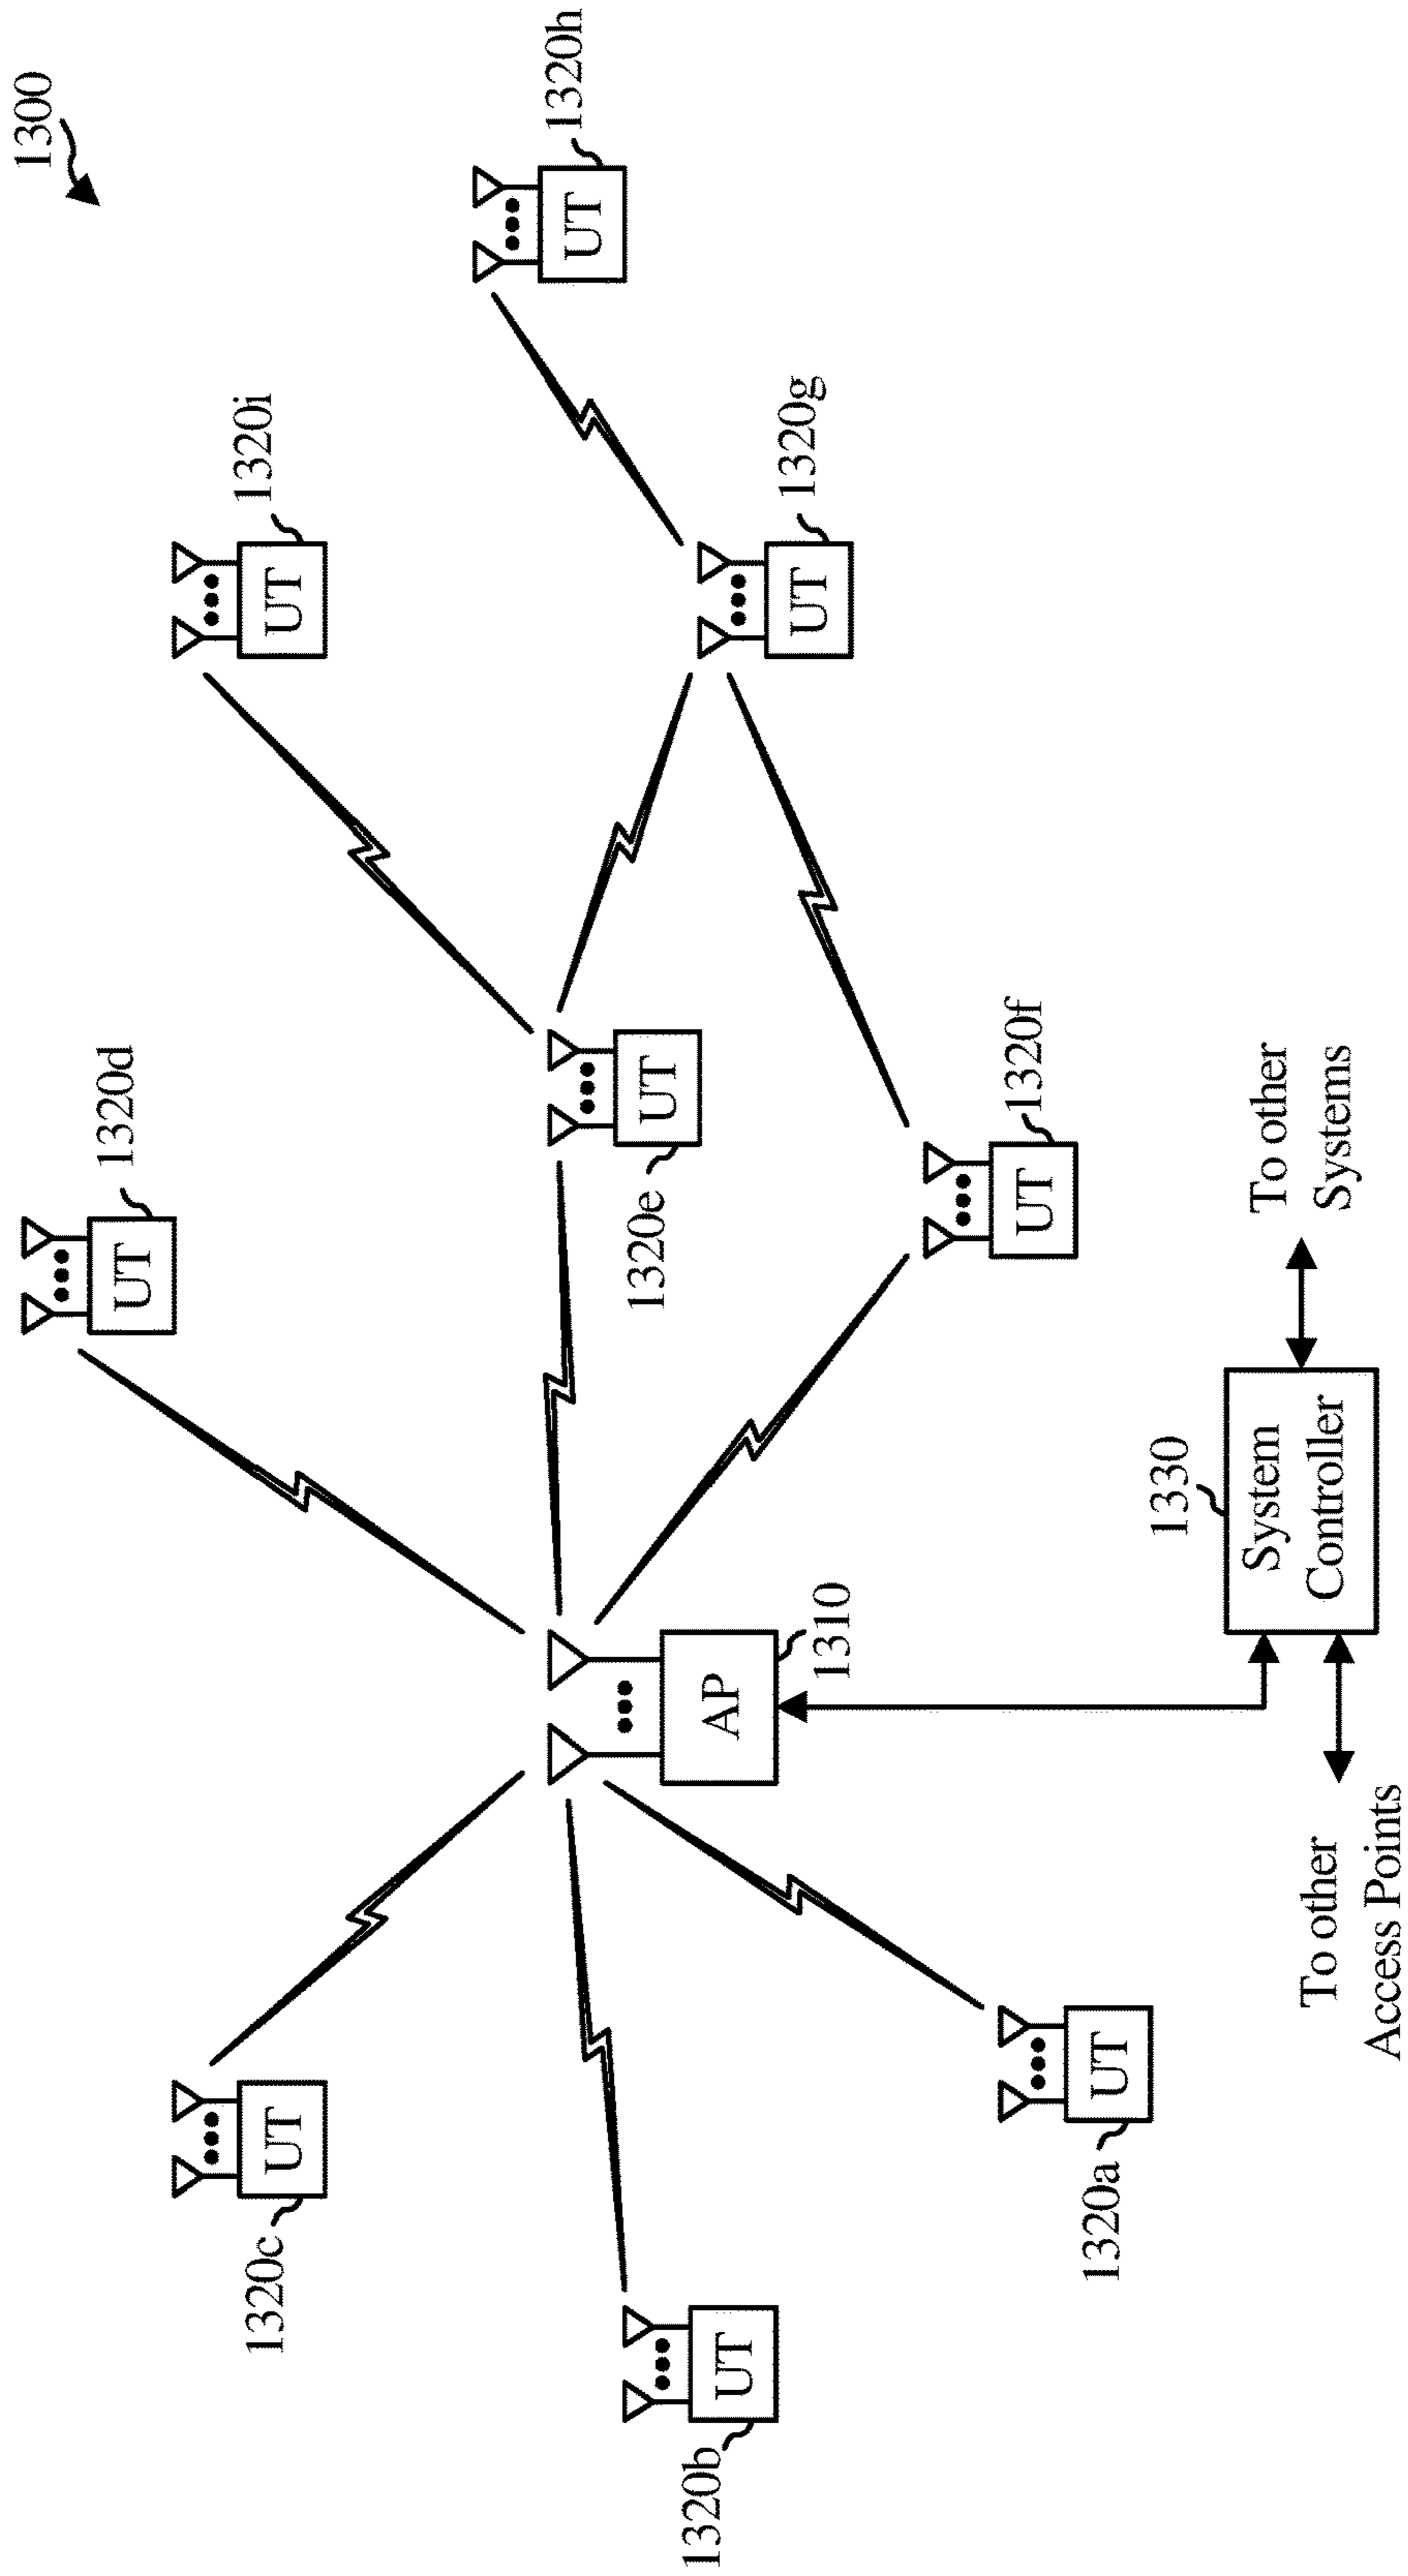 1300
1320d
UT
1320i
UT
1320h
UT
1320c
UT
1320e
UT
1320g
UT
1320b
UT
AP
1310
1320f
UT
1320a
UT
1330
System
Controller
To other
Systems
To other
Access Points